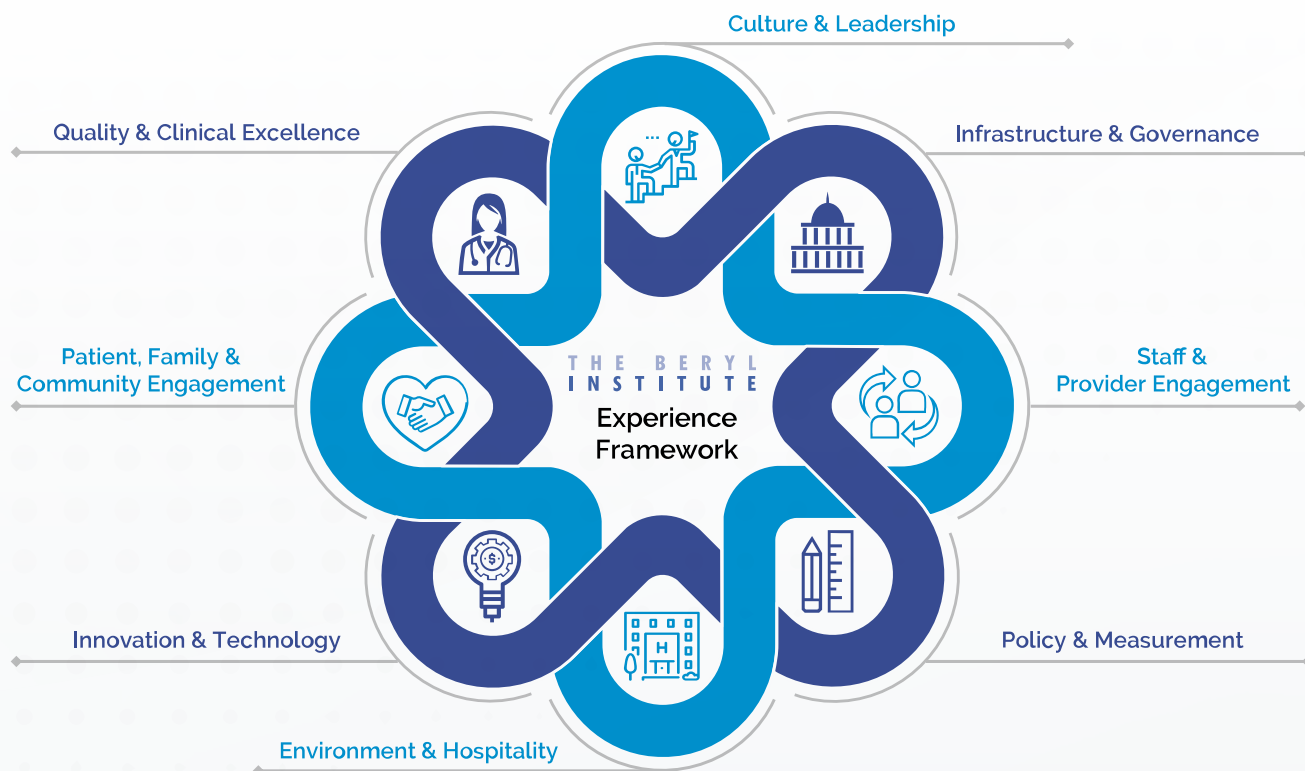 Culture & Leadership
Quality & Clinical Excellence
Infrastructure & Governance
Patient, Family &
Community Engagement
THE BERYL
INSTITUTE
Experience
Framework
Staff &
Provider Engagement
$
H
Innovation & Technology
Policy & Measurement
Environment & Hospitality